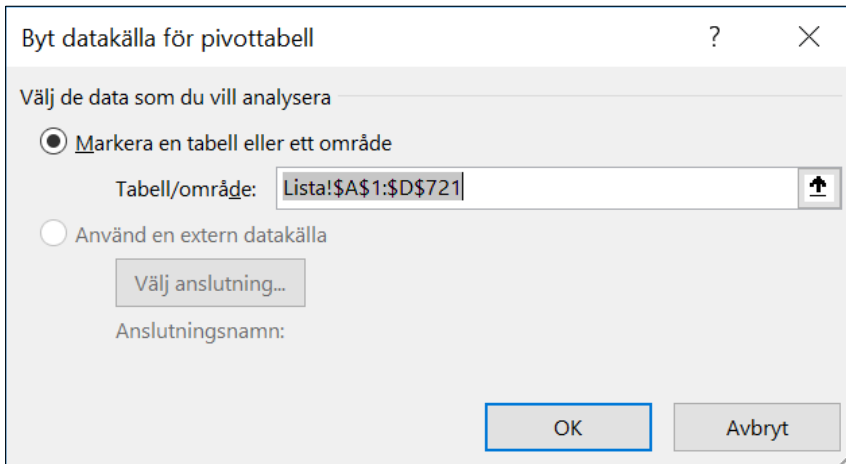 Byt datakälla för pivottabell ?
Välj de data som du vill analysera
Markera en tabell eller ett område
Tabell/område: Lista!$A$1:$D$721
Använd en extern datakälla
Välj anslutning...
Anslutningsnamn:
OK Avbryt